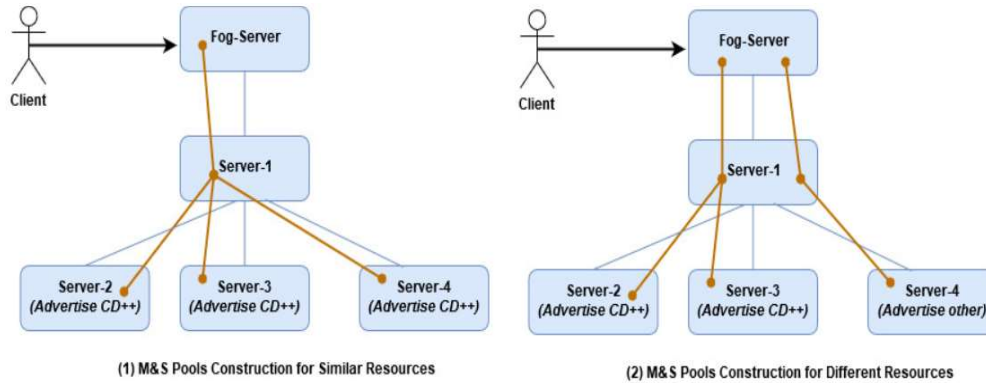 Fog-Server
Client
Server-1
Server-2
(Advertise CD++)
Server-3
(Advertise CD++)
Server-4
(Advertise CD++)
(1) M&S Pools Construction for Similar Resources
Fog-Server
Client
Server-1
Server-2
(Advertise CD++)
Server-3
(Advertise CD++)
Server-4
(Advertise other)
(2) M&S Pools Construction for Different Resources